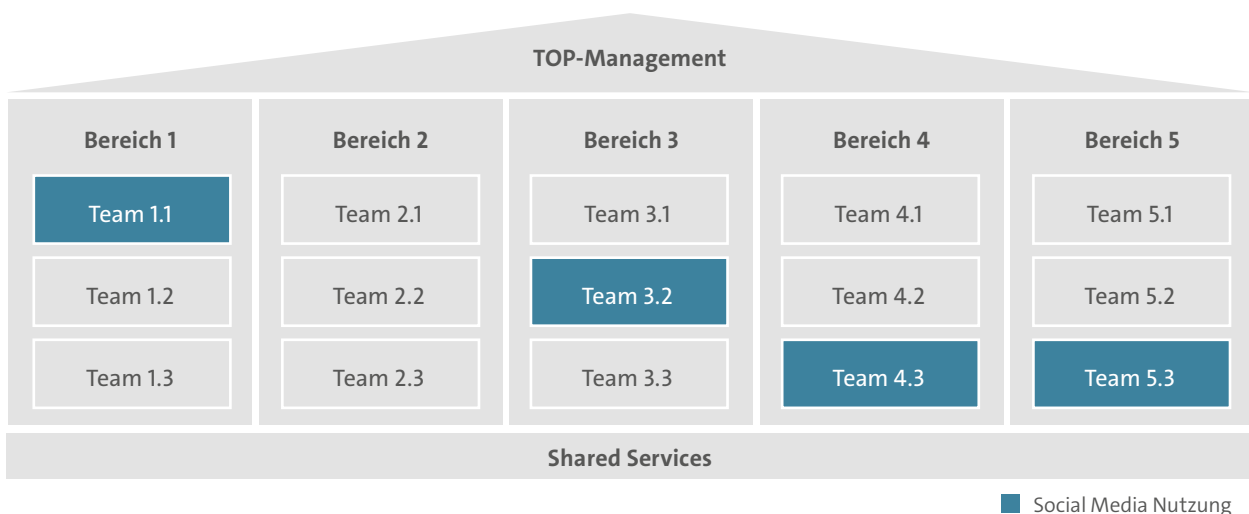 TOP-Management
Bereich 1 Bereich 2 Bereich 3 Bereich 4 Bereich 5
Team 1.1 Team 2.1 Team 3.1 Team 4.1 Team 5.1
Team 1.2 Team 2.2 Team 3.2 Team 4.2 Team 5.2
Team 1.3 Team 2.3 Team 3.3 Team 4.3 Team 5.3
Shared Services
Social Media Nutzung